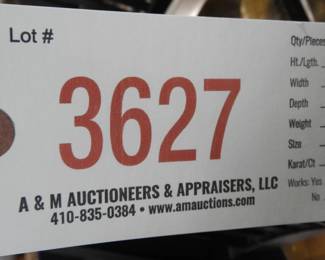 Lot #
3627
A & M AUCTIONEERS & APPRAISERS, LLC
410-835-0384 • www.amauctions.com
Qty/Pieces
Ht./Lgth.
Width
Depth
Weight
Size
Karat/Ct
Works: Yes
No